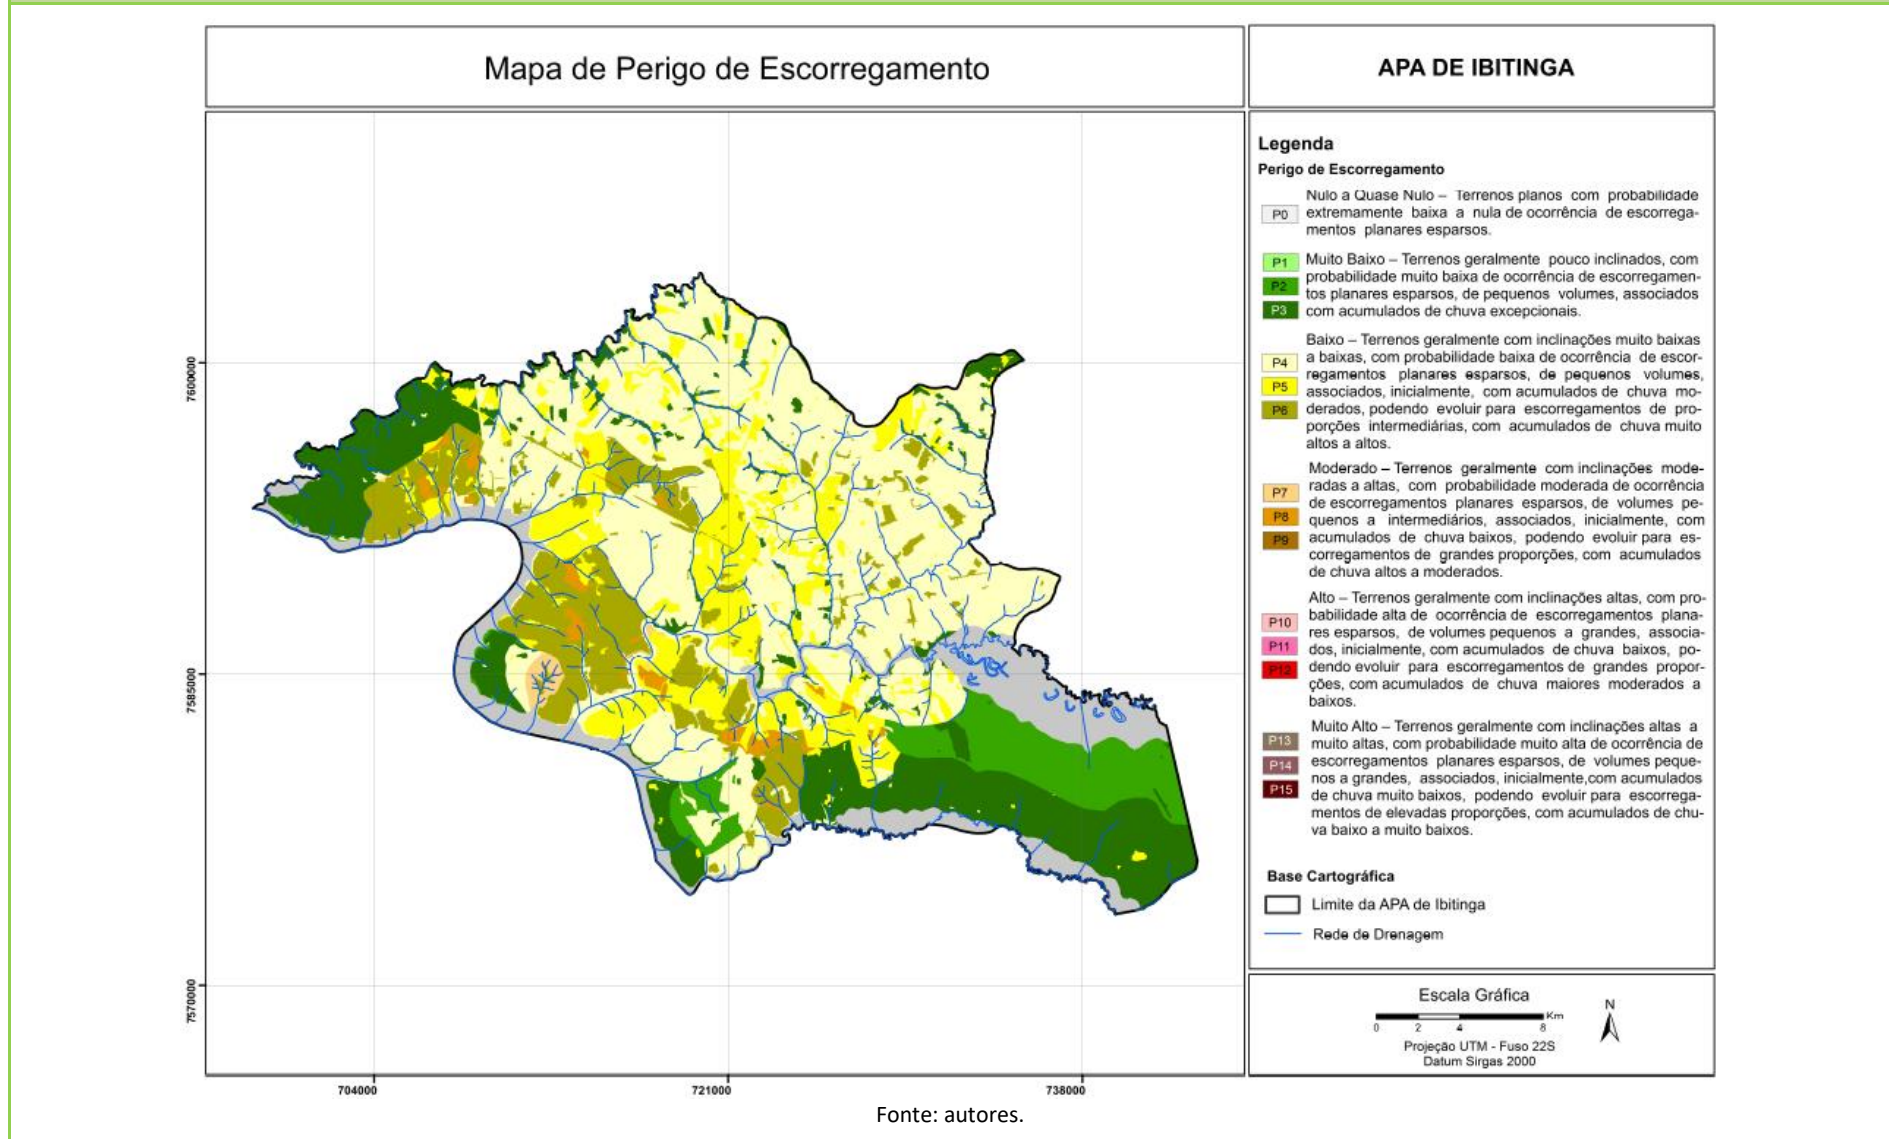 Mapa de Perigo de Escorregamento
APA DE IBITINGA
7600000
7585000
7570000
704000
721000
738000
Legenda
Perigo de Escorregamento
P0
Nulo a Quase Nulo – Terrenos planos com probabilidade
extremamente baixa a nula de ocorrência de escorrega-
mentos planares esparsos.
P1
P2
P3
Muito Baixo – Terrenos geralmente pouco inclinados, com
probabilidade muito baixa de ocorrência de escorregamen-
tos planares esparsos, de pequenos volumes, associados
com acumulados de chuva excepcionais.
P4
P5
P6
Baixo – Terrenos geralmente com inclinações muito baixas
a baixas, com probabilidade baixa de ocorrência de escor-
regamentos planares esparsos, de pequenos volumes,
associados, inicialmente, com acumulados de chuva mo-
derados, podendo evoluir para escorregamentos de pro-
porções intermediárias, com acumulados de chuva muito
altos a altos.
P7
P8
P9
Moderado – Terrenos geralmente com inclinações mode-
radas a altas, com probabilidade moderada de ocorrência
de escorregamentos planares esparsos, de volumes pe-
quenos a intermediários, associados, inicialmente, com
acumulados de chuva baixos, podendo evoluir para es-
corregamentos de grandes proporções, com acumulados
de chuva altos a moderados.
P10
P11
P12
Alto – Terrenos geralmente com inclinações altas, com pro-
babilidade alta de ocorrência de escorregamentos plana-
res esparsos, de volumes pequenos a grandes, associa-
dos, inicialmente, com acumulados de chuva baixos, po-
dendo evoluir para escorregamentos de grandes propor-
ções, com acumulados de chuva maiores moderados a
baixos.
P13
P14
P15
Muito Alto – Terrenos geralmente com inclinações altas a
muito altas, com probabilidade muito alta de ocorrência de
escorregamentos planares esparsos, de volumes peque-
nos a grandes, associados, inicialmente,com acumulados
de chuva muito baixos, podendo evoluir para escorrega-
mentos de elevadas proporções, com acumulados de chu-
va baixo a muito baixos.
Base Cartográfica
Limite da APA de Ibitinga
Rede de Drenagem
Escala Gráfica
0 2 4 8 Km
N
Projeção UTM - Fuso 22S
Datum Sirgas 2000
Fonte: autores.